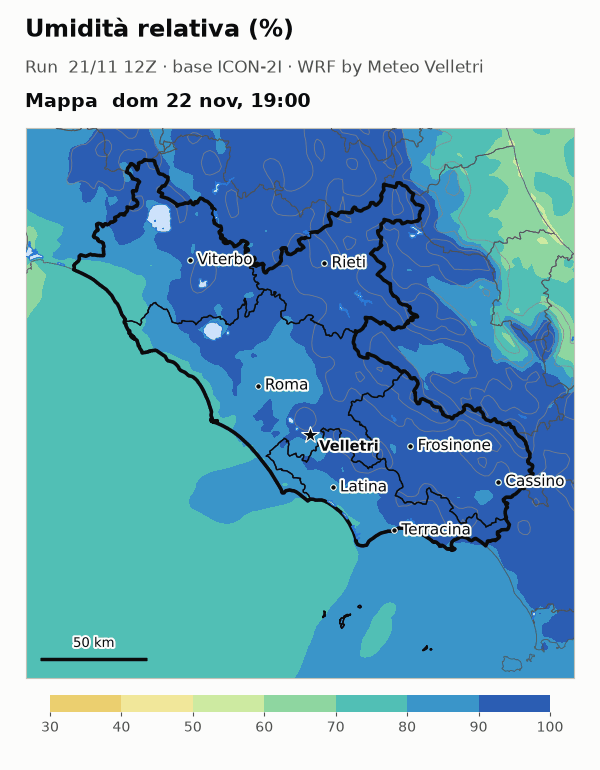 Umidità relativa (%)
Run  21/11 12Z · base ICON-2I · WRF by Meteo Velletri
Mappa  dom 22 nov, 19:00
Viterbo
Rieti
Roma
Velletri
Frosinone
Latina
Cassino
Terracina
50 km
30 40 50 60 70 80 90 100